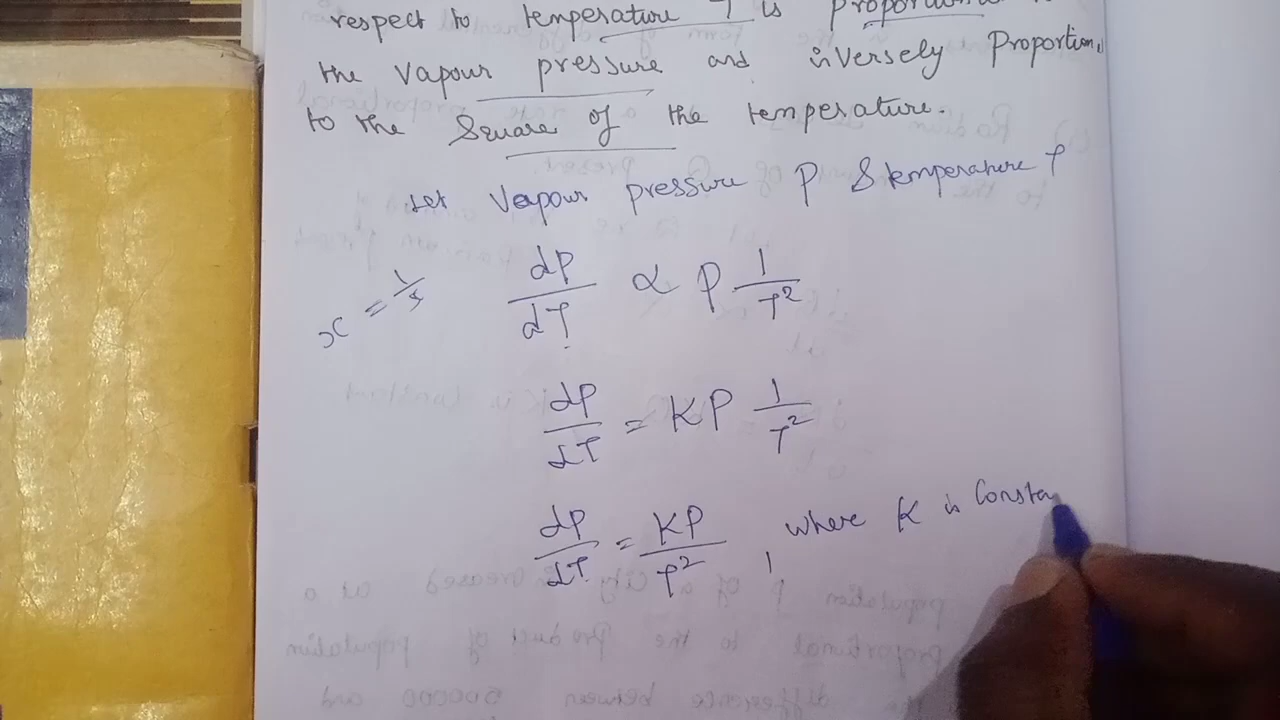 respect to temperature T is proportional
the vapour pressure and inversely proportion
to the square of the temperature.
Let vapour pressure P & temperature T
x = 1/y dP/dT ∝ P 1/T²
dP/dT = KP 1/T²
dP/dT = KP/T² , where K is Consta